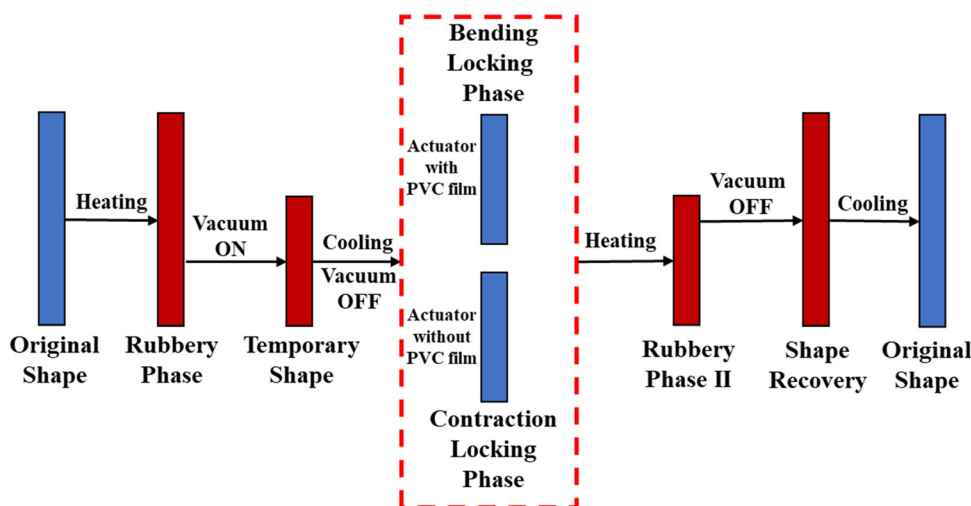 Original
Shape
Heating
Rubbery
Phase
Vacuum
ON
Temporary
Shape
Cooling
Vacuum
OFF
Bending
Locking
Phase
Actuator
with
PVC film
Actuator
without
PVC film
Contraction
Locking
Phase
Heating
Rubbery
Phase II
Vacuum
OFF
Shape
Recovery
Cooling
Original
Shape